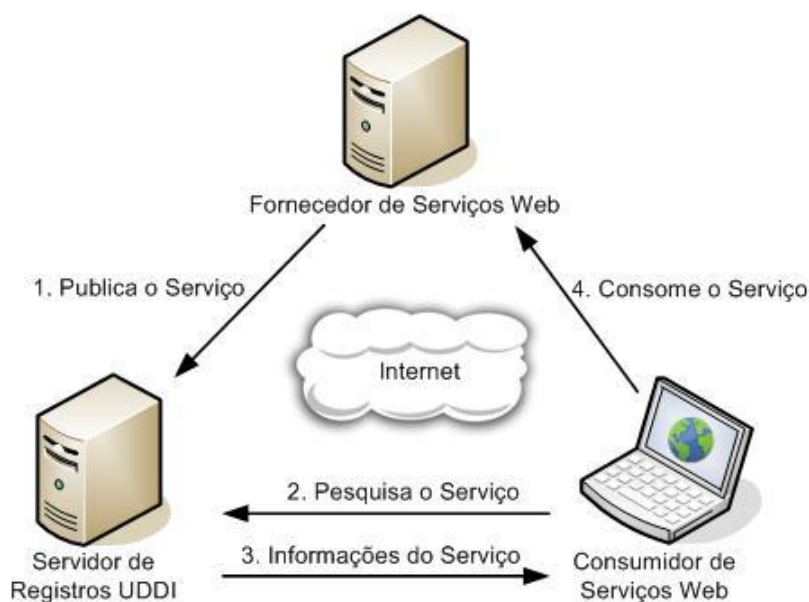 Fornecedor de Serviços Web
1. Publica o Serviço
4. Consome o Serviço
Internet
2. Pesquisa o Serviço
3. Informações do Serviço
Servidor de
Registros UDDI
Consumidor de
Serviços Web